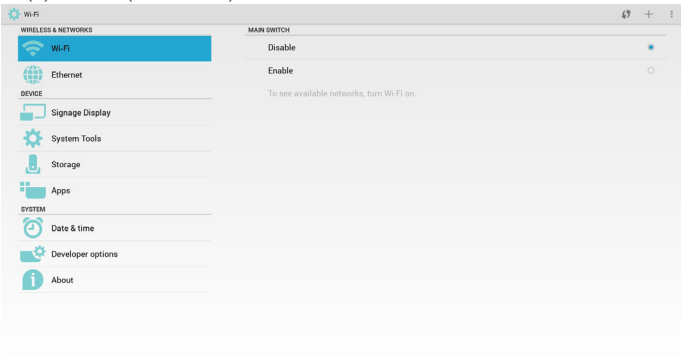 Wi-Fi
WIRELESS & NETWORKS
Wi-Fi
Ethernet
DEVICE
Signage Display
System Tools
Storage
Apps
SYSTEM
Date & time
Developer options
About
MAIN SWITCH
Disable
Enable
To see available networks, turn Wi-Fi on.